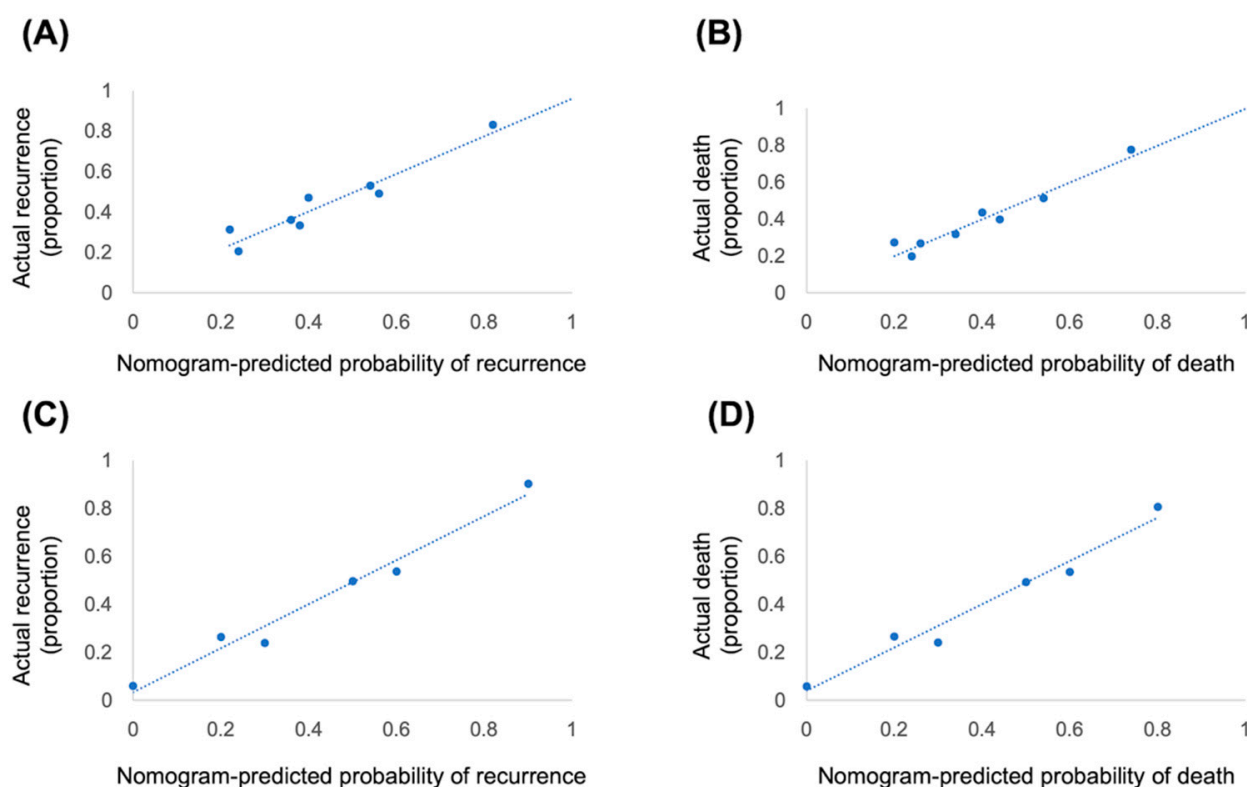 (A)
Actual recurrence
(proportion)
1
0.8
0.6
0.4
0.2
0
0 0.2 0.4 0.6 0.8 1
Nomogram-predicted probability of recurrence
(B)
Actual death
(proportion)
1
0.8
0.6
0.4
0.2
0
0 0.2 0.4 0.6 0.8 1
Nomogram-predicted probability of death
(C)
Actual recurrence
(proportion)
1
0.8
0.6
0.4
0.2
0
0 0.2 0.4 0.6 0.8 1
Nomogram-predicted probability of recurrence
(D)
Actual death
(proportion)
1
0.8
0.6
0.4
0.2
0
0 0.2 0.4 0.6 0.8 1
Nomogram-predicted probability of death